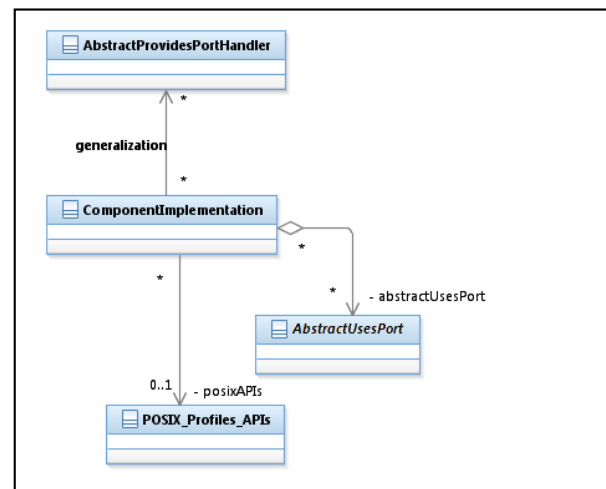 AbstractProvidesPortHandler
*
generalization
*
ComponentImplementation
*
*
*
- abstractUsesPort
AbstractUsesPort
0..1
- posixAPIs
POSIX_Profiles_APIs